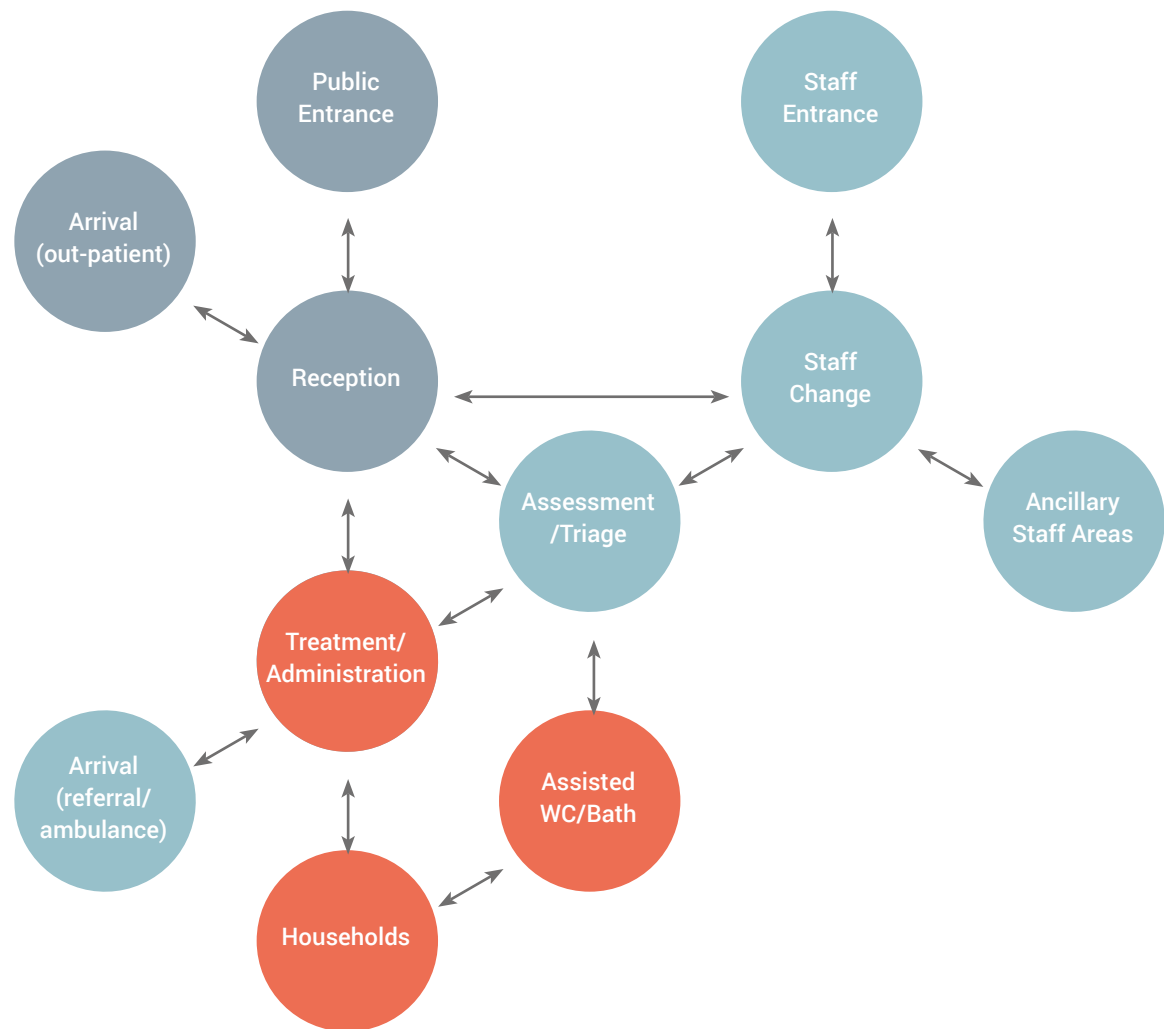 Public
Entrance
Staff
Entrance
Arrival
(out-patient)
Reception
Staff
Change
Assessment
/Triage
Ancillary
Staff Areas
Treatment/
Administration
Arrival
(referral/
ambulance)
Assisted
WC/Bath
Households